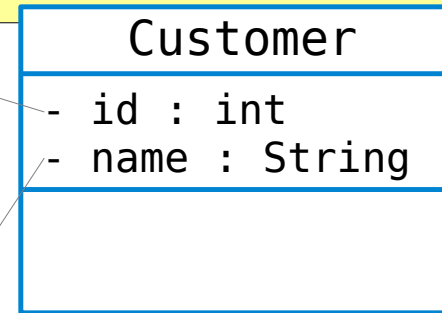 Customer
- id : int
- name : String